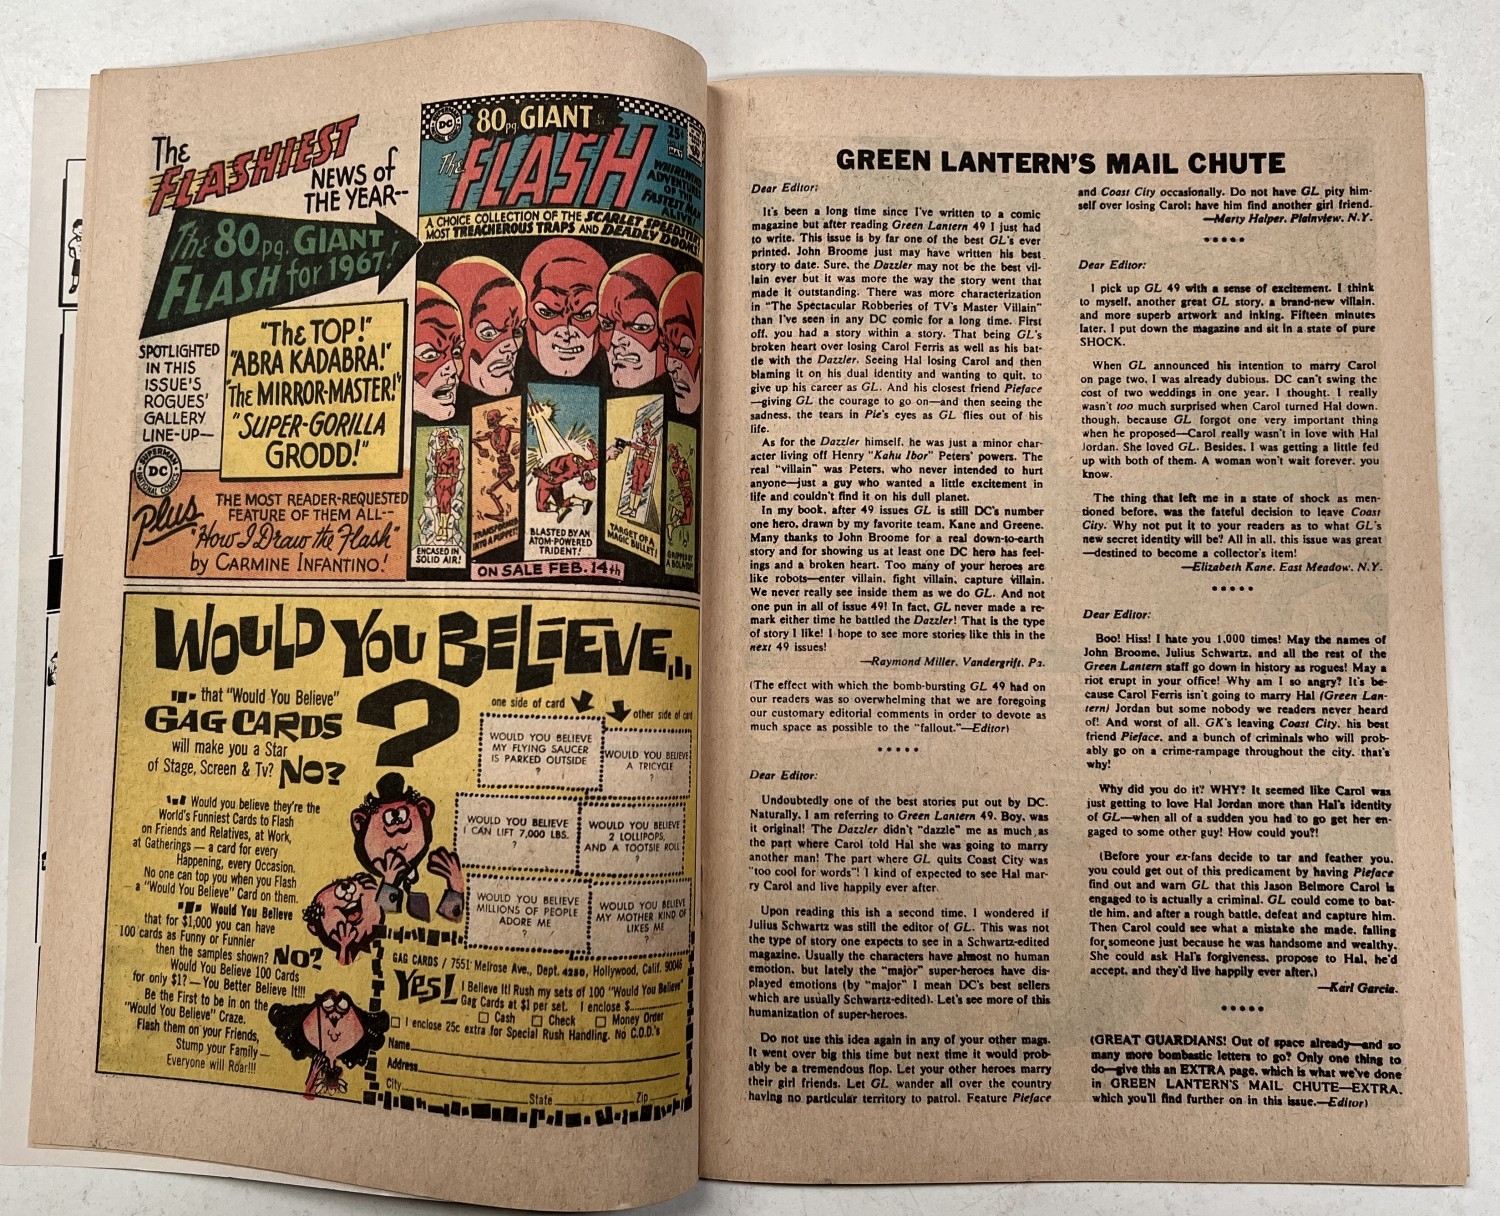 The
FLASHIEST
NEWS of
THE YEAR--
The 80 pg. GIANT
FLASH for 1967!
SPOTLIGHTED
IN THIS
ISSUE'S
ROGUES'
GALLERY
LINE-UP—
"The TOP!"
"ABRA KADABRA!"
"The MIRROR-MASTER!"
"SUPER-GORILLA
GRODD!"
SUPERMAN
DC
NATIONAL COMICS
Plus
THE MOST READER-REQUESTED
FEATURE OF THEM ALL--
"How I Draw the Flash"
by CARMINE INFANTINO!
DC
80 pg. GIANT
25¢
MAY
The FLASH
WHIRLWIND
ADVENTURES
OF THE
FASTEST MAN
ALIVE
A CHOICE COLLECTION OF THE SCARLET SPEEDSTER'S
MOST TREACHEROUS TRAPS AND DEADLY DOOMS!
ENCASED IN
SOLID AIR!
TRANSFORMED
INTO A PUPPET!
BLASTED BY AN
ATOM-POWERED
TRIDENT!
TARGET OF A
MAGIC BULLET!
GRIPPED BY
ON SALE FEB. 14th
WOULD YOU BELIEVE...
?
that "Would You Believe"
GAG CARDS
will make you a Star
of Stage, Screen & Tv? NO?
Would you believe they're the
World's Funniest Cards to Flash
on Friends and Relatives, at Work,
at Gatherings — a card for every
Happening, every Occasion.
No one can top you when you Flash
a "Would You Believe" Card on them.
Would You Believe
that for $1,000 you can have
100 cards as Funny or Funnier
then the samples shown? NO?
Would You Believe 100 Cards
for only $1? — You Better Believe It!!!
Be the First to be in on the
"Would You Believe" Craze.
Flash them on your Friends,
Stump your Family —
Everyone will Roar!!!
one side of card
other side of card
WOULD YOU BELIEVE
MY FLYING SAUCER
IS PARKED OUTSIDE
?
WOULD YOU BELIEVE
A TRICYCLE
?
WOULD YOU BELIEVE
I CAN LIFT 7,000 LBS.
?
WOULD YOU BELIEVE
2 LOLLIPOPS,
AND A TOOTSIE ROLL
?
WOULD YOU BELIEVE
MILLIONS OF PEOPLE
ADORE ME
?
WOULD YOU BELIEVE
MY MOTHER KIND OF
LIKES ME
?
GAG CARDS / 7551 Melrose Ave., Dept. 4250, Hollywood, Calif. 90046
YES! I Believe It! Rush my sets of 100 "Would You Believe"
Gag Cards at $1 per set. I enclose $
Cash Check Money Order
I enclose 25c extra for Special Rush Handling. No C.O.D.'s
Name
Address
City
State Zip
GREEN LANTERN'S MAIL CHUTE
Dear Editor:
It's been a long time since I've written to a comic
magazine but after reading Green Lantern 49 I just had
to write. This issue is by far one of the best GL's ever
printed. John Broome just may have written his best
story to date. Sure, the Dazzler may not be the best vil-
lain ever but it was more the way the story went that
made it outstanding. There was more characterization
in "The Spectacular Robberies of TV's Master Villain"
than I've seen in any DC comic for a long time. First
off, you had a story within a story. That being GL's
broken heart over losing Carol Ferris as well as his bat-
tle with the Dazzler. Seeing Hal losing Carol and then
blaming it on his dual identity and wanting to quit, to
give up his career as GL. And his closest friend Pieface
—giving GL the courage to go on—and then seeing the
sadness, the tears in Pie's eyes as GL flies out of his
life.
As for the Dazzler himself, he was just a minor char-
acter living off Henry "Kahu Ibor" Peters' powers. The
real "villain" was Peters, who never intended to hurt
anyone—just a guy who wanted a little excitement in
life and couldn't find it on his dull planet.
In my book, after 49 issues GL is still DC's number
one hero, drawn by my favorite team, Kane and Greene.
Many thanks to John Broome for a real down-to-earth
story and for showing us at least one DC hero has feel-
ings and a broken heart. Too many of your heroes are
like robots—enter villain, fight villain, capture villain.
We never really see inside them as we do GL. And not
one pun in all of issue 49! In fact, GL never made a re-
mark either time he battled the Dazzler! That is the type
of story I like! I hope to see more stories like this in the
next 49 issues!
—Raymond Miller, Vandergrift, Pa.
(The effect with which the bomb-bursting GL 49 had on
our readers was so overwhelming that we are foregoing
our customary editorial comments in order to devote as
much space as possible to the "fallout."—Editor)
*****
Dear Editor:
Undoubtedly one of the best stories put out by DC.
Naturally, I am referring to Green Lantern 49. Boy, was
it original! The Dazzler didn't "dazzle" me as much as
the part where Carol told Hal she was going to marry
another man! The part where GL quits Coast City was
"too cool for words"! I kind of expected to see Hal mar-
ry Carol and live happily ever after.
Upon reading this ish a second time, I wondered if
Julius Schwartz was still the editor of GL. This was not
the type of story one expects to see in a Schwartz-edited
magazine. Usually the characters have almost no human
emotion, but lately the "major" super-heroes have dis-
played emotions (by "major" I mean DC's best sellers
which are usually Schwartz-edited). Let's see more of this
humanization of super-heroes.
Do not use this idea again in any of your other mags.
It went over big this time but next time it would prob-
ably be a tremendous flop. Let your other heroes marry
their girl friends. Let GL wander all over the country
having no particular territory to patrol. Feature Pieface
and Coast City occasionally. Do not have GL pity him-
self over losing Carol; have him find another girl friend.
—Marty Halper, Plainview, N.Y.
*****
Dear Editor:
I pick up GL 49 with a sense of excitement. I think
to myself, another great GL story, a brand-new villain,
and more superb artwork and inking. Fifteen minutes
later, I put down the magazine and sit in a state of pure
SHOCK.
When GL announced his intention to marry Carol
on page two, I was already dubious. DC can't swing the
cost of two weddings in one year, I thought. I really
wasn't too much surprised when Carol turned Hal down,
though, because GL forgot one very important thing
when he proposed—Carol really wasn't in love with Hal
Jordan. She loved GL. Besides, I was getting a little fed
up with both of them. A woman won't wait forever, you
know.
The thing that left me in a state of shock as men-
tioned before, was the fateful decision to leave Coast
City. Why not put it to your readers as to what GL's
new secret identity will be? All in all, this issue was great
—destined to become a collector's item!
—Elizabeth Kane, East Meadow, N.Y.
*****
Dear Editor:
Boo! Hiss! I hate you 1,000 times! May the names of
John Broome, Julius Schwartz, and all the rest of the
Green Lantern staff go down in history as rogues! May a
riot erupt in your office! Why am I so angry? It's be-
cause Carol Ferris isn't going to marry Hal (Green Lan-
tern) Jordan but some nobody we readers never heard
of! And worst of all, GK's leaving Coast City, his best
friend Pieface, and a bunch of criminals who will prob-
ably go on a crime-rampage throughout the city, that's
why!
Why did you do it? WHY? It seemed like Carol was
just getting to love Hal Jordan more than Hal's identity
of GL—when all of a sudden you had to go get her en-
gaged to some other guy! How could you?!
(Before your ex-fans decide to tar and feather you,
you could get out of this predicament by having Pieface
find out and warn GL that this Jason Belmore Carol is
engaged to is actually a criminal. GL could come to bat-
tle him, and after a rough battle, defeat and capture him.
Then Carol could see what a mistake she made, falling
for someone just because he was handsome and wealthy.
She could ask Hal's forgiveness, propose to Hal, he'd
accept, and they'd live happily ever after.)
—Karl Garcia.
*****
(GREAT GUARDIANS! Out of space already—and so
many more bombastic letters to go? Only one thing to
do—give this an EXTRA page, which is what we've done
in GREEN LANTERN'S MAIL CHUTE—EXTRA,
which you'll find further on in this issue.—Editor)